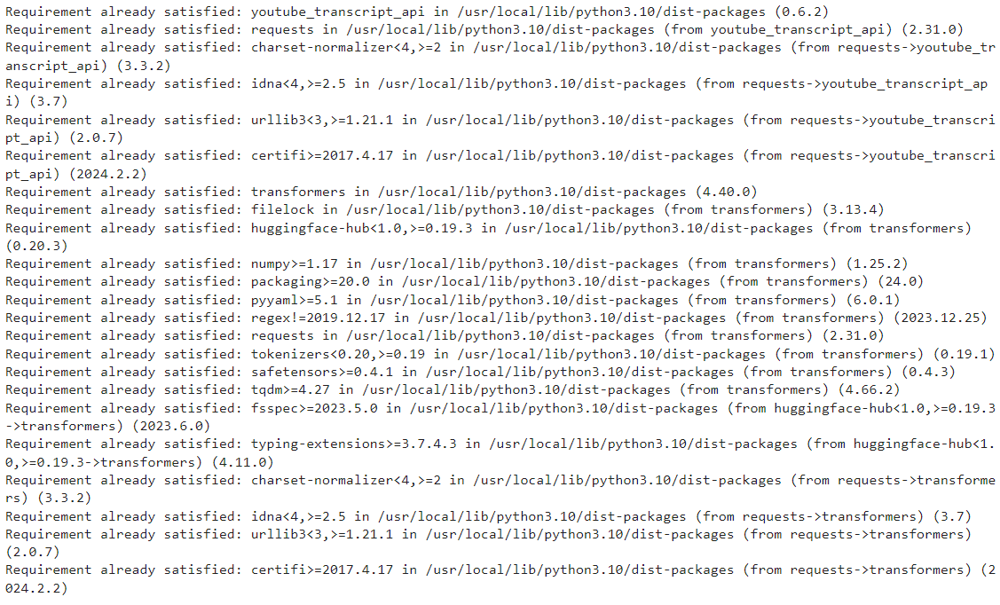 Requirement already satisfied: youtube_transcript_api in /usr/local/lib/python3.10/dist-packages (0.6.2)
Requirement already satisfied: requests in /usr/local/lib/python3.10/dist-packages (from youtube_transcript_api) (2.31.0)
Requirement already satisfied: charset-normalizer<4,>=2 in /usr/local/lib/python3.10/dist-packages (from requests->youtube_tr
anscript_api) (3.3.2)
Requirement already satisfied: idna<4,>=2.5 in /usr/local/lib/python3.10/dist-packages (from requests->youtube_transcript_ap
i) (3.7)
Requirement already satisfied: urllib3<3,>=1.21.1 in /usr/local/lib/python3.10/dist-packages (from requests->youtube_transcri
pt_api) (2.0.7)
Requirement already satisfied: certifi>=2017.4.17 in /usr/local/lib/python3.10/dist-packages (from requests->youtube_transcri
pt_api) (2024.2.2)
Requirement already satisfied: transformers in /usr/local/lib/python3.10/dist-packages (4.40.0)
Requirement already satisfied: filelock in /usr/local/lib/python3.10/dist-packages (from transformers) (3.13.4)
Requirement already satisfied: huggingface-hub<1.0,>=0.19.3 in /usr/local/lib/python3.10/dist-packages (from transformers)
(0.20.3)
Requirement already satisfied: numpy>=1.17 in /usr/local/lib/python3.10/dist-packages (from transformers) (1.25.2)
Requirement already satisfied: packaging>=20.0 in /usr/local/lib/python3.10/dist-packages (from transformers) (24.0)
Requirement already satisfied: pyyaml>=5.1 in /usr/local/lib/python3.10/dist-packages (from transformers) (6.0.1)
Requirement already satisfied: regex!=2019.12.17 in /usr/local/lib/python3.10/dist-packages (from transformers) (2023.12.25)
Requirement already satisfied: requests in /usr/local/lib/python3.10/dist-packages (from transformers) (2.31.0)
Requirement already satisfied: tokenizers<0.20,>=0.19 in /usr/local/lib/python3.10/dist-packages (from transformers) (0.19.1)
Requirement already satisfied: safetensors>=0.4.1 in /usr/local/lib/python3.10/dist-packages (from transformers) (0.4.3)
Requirement already satisfied: tqdm>=4.27 in /usr/local/lib/python3.10/dist-packages (from transformers) (4.66.2)
Requirement already satisfied: fsspec>=2023.5.0 in /usr/local/lib/python3.10/dist-packages (from huggingface-hub<1.0,>=0.19.3
->transformers) (2023.6.0)
Requirement already satisfied: typing-extensions>=3.7.4.3 in /usr/local/lib/python3.10/dist-packages (from huggingface-hub<1.
0,>=0.19.3->transformers) (4.11.0)
Requirement already satisfied: charset-normalizer<4,>=2 in /usr/local/lib/python3.10/dist-packages (from requests->transforme
rs) (3.3.2)
Requirement already satisfied: idna<4,>=2.5 in /usr/local/lib/python3.10/dist-packages (from requests->transformers) (3.7)
Requirement already satisfied: urllib3<3,>=1.21.1 in /usr/local/lib/python3.10/dist-packages (from requests->transformers)
(2.0.7)
Requirement already satisfied: certifi>=2017.4.17 in /usr/local/lib/python3.10/dist-packages (from requests->transformers) (2
024.2.2)